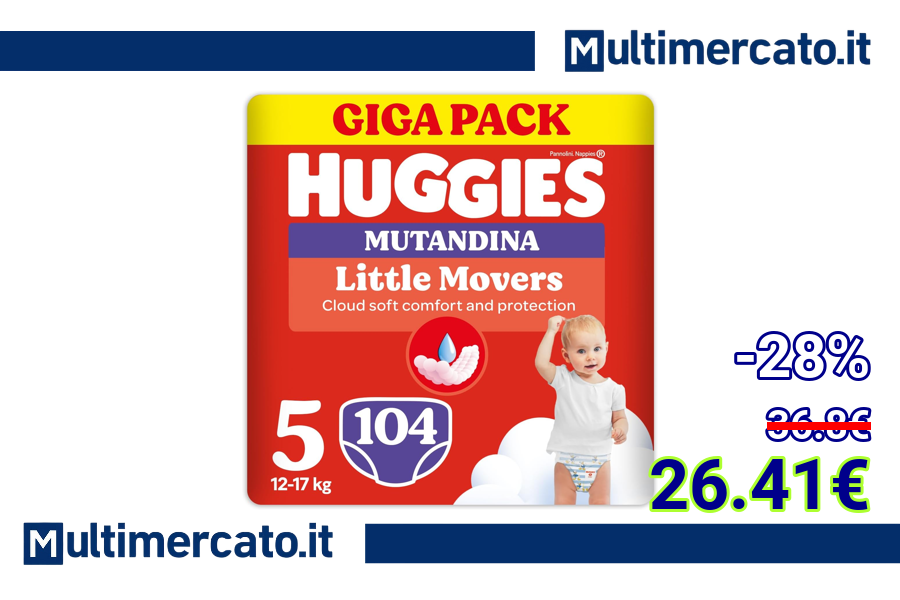 Multimercato.it
GIGA PACK
Pannolini, Nappies ®
HUGGIES
MUTANDINA
Little Movers
Cloud soft comfort and protection
-28%
36.8€
5
104
12-17 kg
26.41€
Multimercato.it